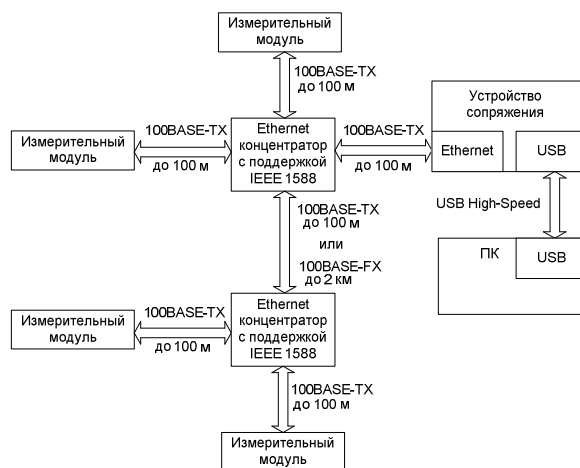 Измерительный
модуль
100BASE-TX
до 100 м
Устройство
сопряжения
Ethernet
USB
Измерительный
модуль
100BASE-TX
до 100 м
Ethernet
концентратор
с поддержкой
IEEE 1588
100BASE-TX
до 100 м
USB High-Speed
ПК
USB
100BASE-TX
до 100 м
или
100BASE-FX
до 2 км
Измерительный
модуль
100BASE-TX
до 100 м
Ethernet
концентратор
с поддержкой
IEEE 1588
100BASE-TX
до 100 м
Измерительный
модуль